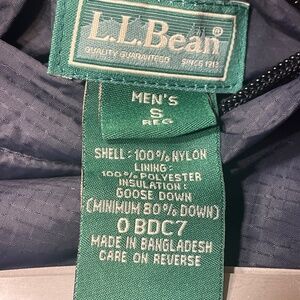 L.L.Bean®
QUALITY GUARANTEED SINCE 1912
MEN'S
S
REG
SHELL: 100% NYLON
LINING:
100% POLYESTER
INSULATION:
GOOSE DOWN
(MINIMUM 80% DOWN)
0 BDC7
MADE IN BANGLADESH
CARE ON REVERSE